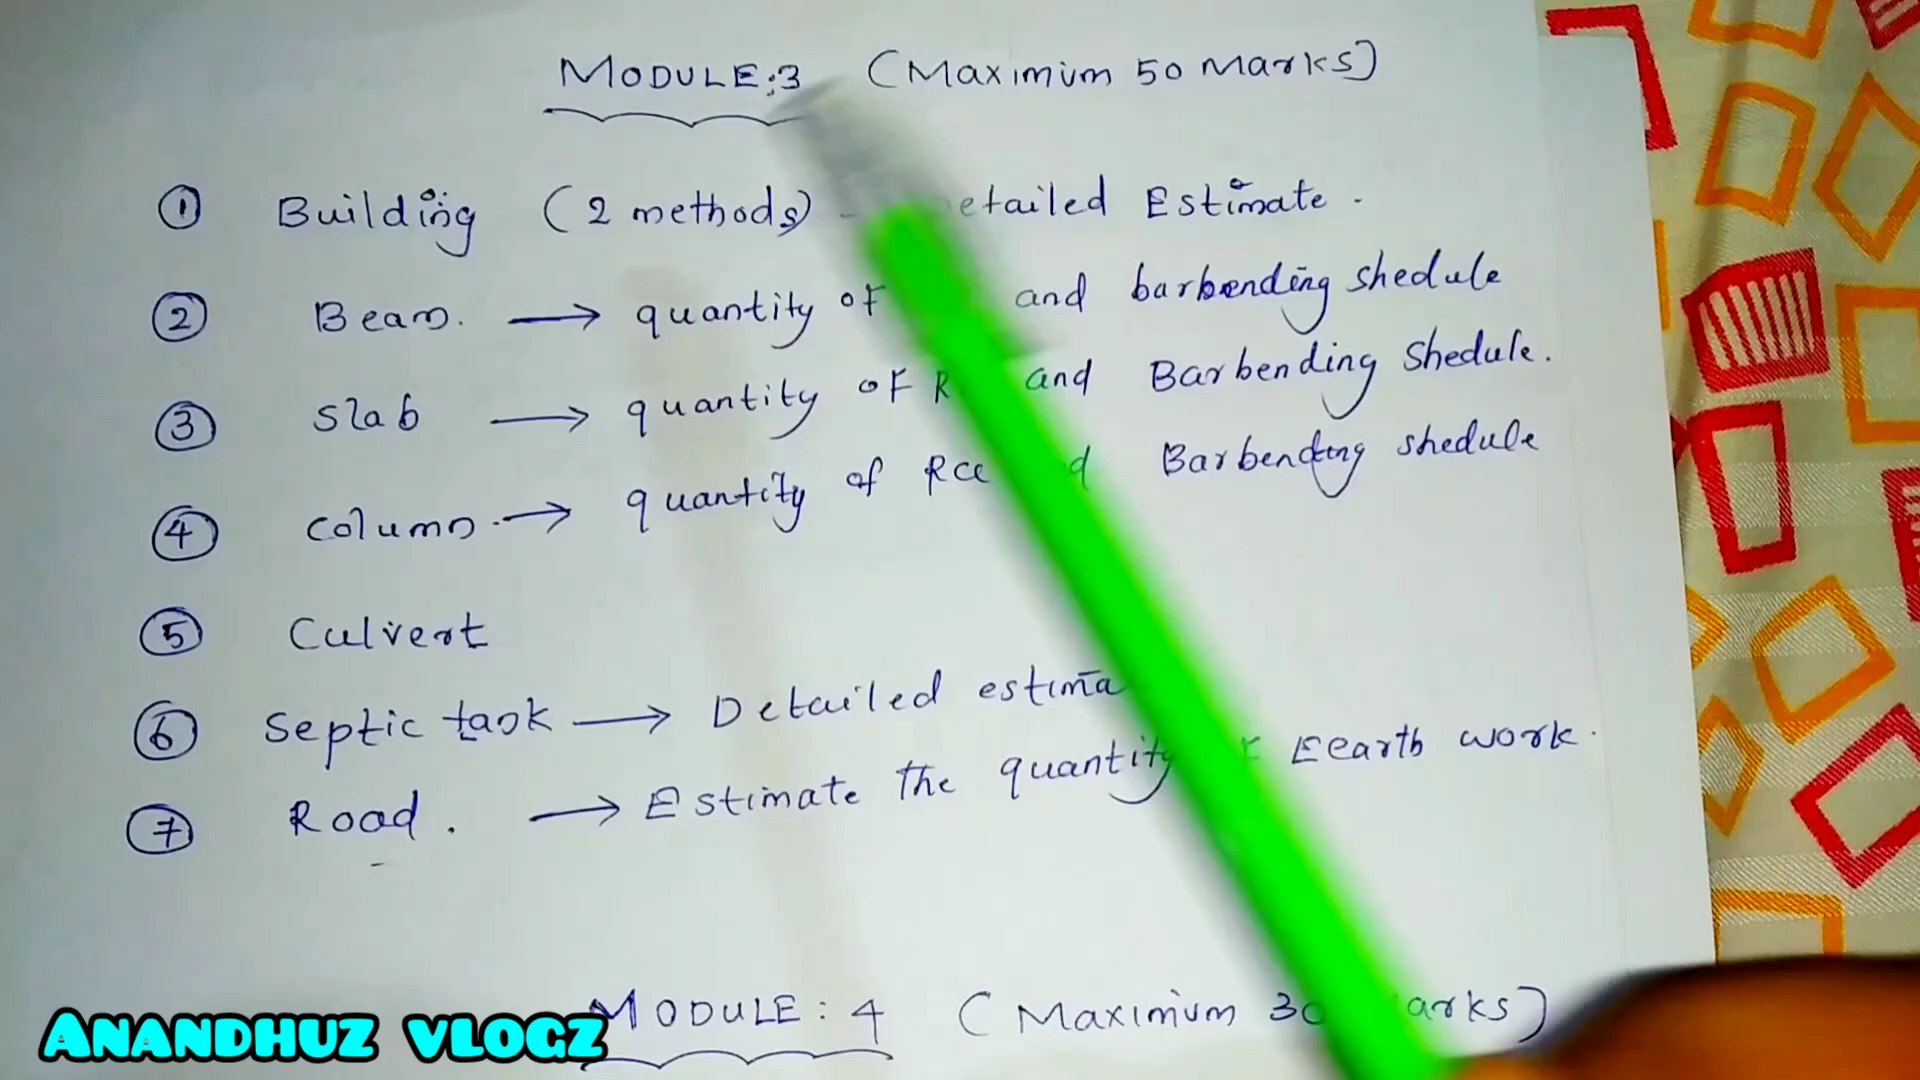 MODULE:3 (Maximum 50 Marks)
① Building (2 methods) - etailed Estimate.
② Beam. → quantity of and barbending shedule
③ Slab → quantity of and Barbending Shedule.
④ Column. → quantity of RCC Barbending shedule
⑤ Culvert
⑥ Septic tank → Detailed estima
⑦ Road. → Estimate the quantity Eearth work.
MODULE: 4 (Maximum 30 arks)
ANANDHUZ VLOGZ